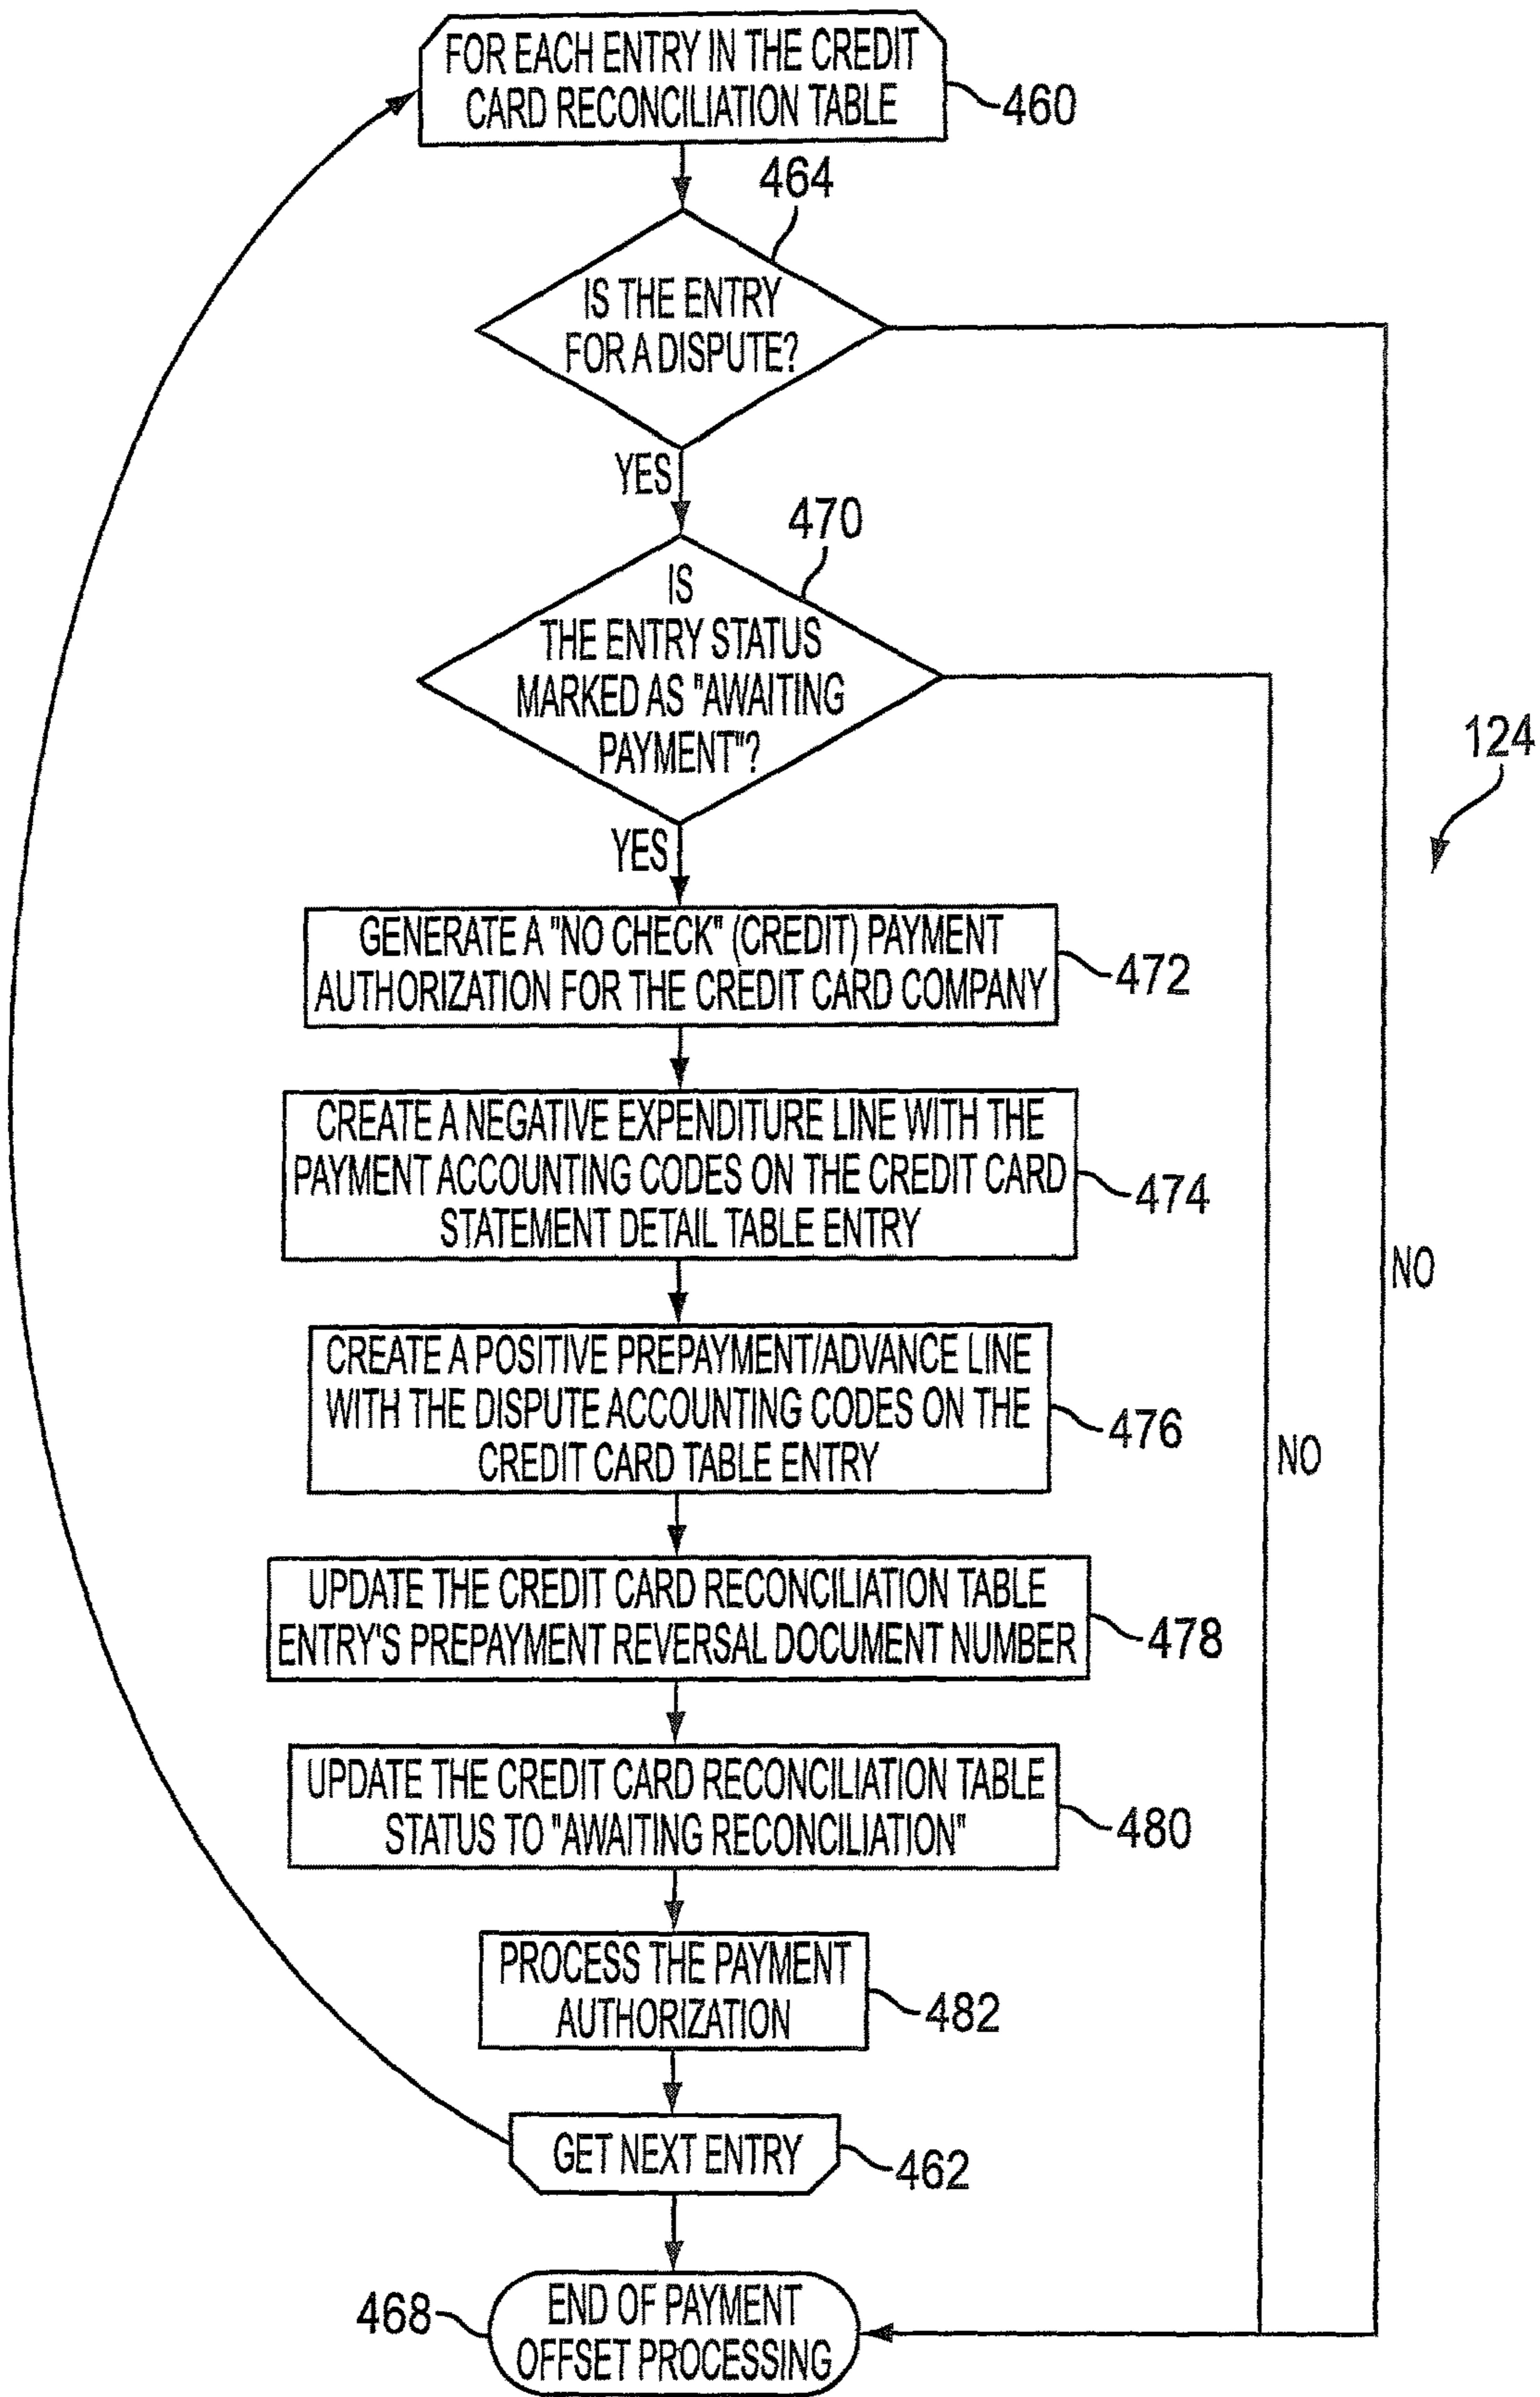 FOR EACH ENTRY IN THE CREDIT
CARD RECONCILIATION TABLE
460
464
IS THE ENTRY
FOR A DISPUTE?
YES
470
IS
THE ENTRY STATUS
MARKED AS "AWAITING
PAYMENT"?
124
YES
GENERATE A "NO CHECK" (CREDIT) PAYMENT
AUTHORIZATION FOR THE CREDIT CARD COMPANY
472
CREATE A NEGATIVE EXPENDITURE LINE WITH THE
PAYMENT ACCOUNTING CODES ON THE CREDIT CARD
STATEMENT DETAIL TABLE ENTRY
474
NO
CREATE A POSITIVE PREPAYMENT/ADVANCE LINE
WITH THE DISPUTE ACCOUNTING CODES ON THE
CREDIT CARD TABLE ENTRY
476
NO
UPDATE THE CREDIT CARD RECONCILIATION TABLE
ENTRY'S PREPAYMENT REVERSAL DOCUMENT NUMBER
478
UPDATE THE CREDIT CARD RECONCILIATION TABLE
STATUS TO "AWAITING RECONCILIATION"
480
PROCESS THE PAYMENT
AUTHORIZATION
482
GET NEXT ENTRY
462
468
END OF PAYMENT
OFFSET PROCESSING